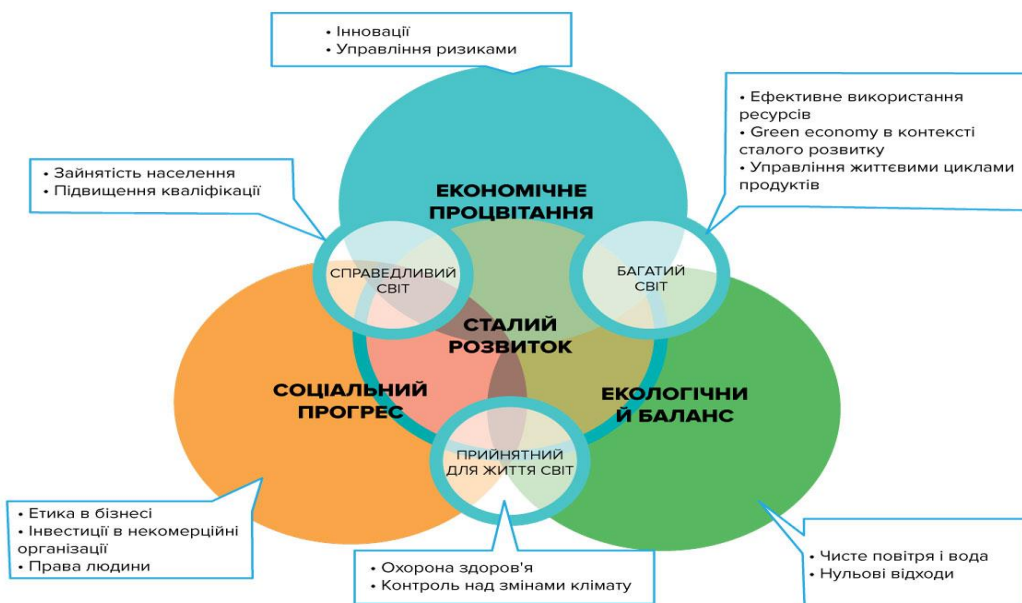 • Інновації
• Управління ризиками
• Ефективне використання
ресурсів
• Green economy в контексті
сталого розвитку
• Управління життєвими циклами
продуктів
• Зайнятість населення
• Підвищення кваліфікації
ЕКОНОМІЧНЕ
ПРОЦВІТАННЯ
СПРАВЕДЛИВИЙ
СВІТ
БАГАТИЙ
СВІТ
СТАЛИЙ
РОЗВИТОК
СОЦІАЛЬНИЙ
ПРОГРЕС
ЕКОЛОГІЧНИ
Й БАЛАНС
ПРИЙНЯТНИЙ
ДЛЯ ЖИТТЯ СВІТ
• Етика в бізнесі
• Інвестиції в некомерційні
організації
• Права людини
• Охорона здоров'я
• Контроль над змінами клімату
• Чисте повітря і вода
• Нульові відходи